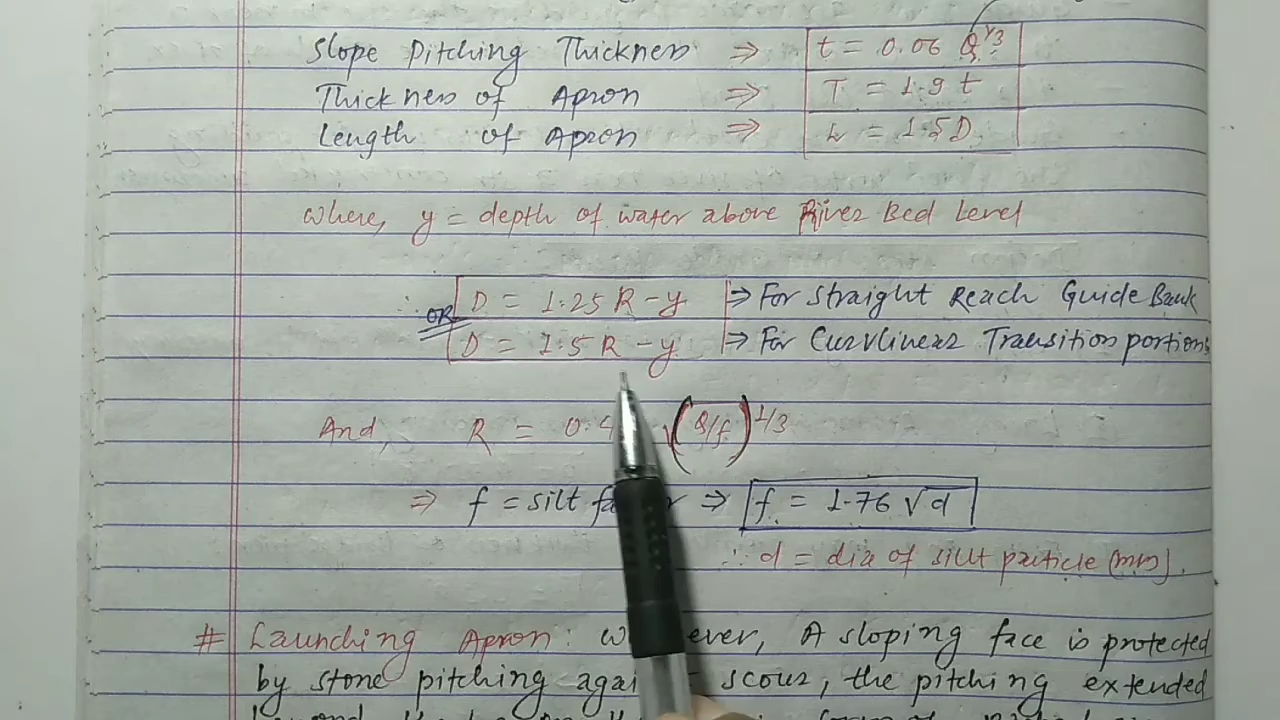 Slope Pitching Thickness ⇒ t = 0.06 Q^1/3
Thickness of Apron ⇒ T = 1.9 t
Length of Apron ⇒ L = 1.5D
where, y = depth of water above River Bed Level
∴ D = 1.25 R - y ⇒ For straight Reach Guide Bank
OR D = 1.5 R - y ⇒ For Curvlinear Transition portions
And, R = 0.4 (Q/f)^1/3
⇒ f = silt ⇒ f = 1.76 √d
∴ d = dia of silt particle (mm).
# Launching Apron: A sloping face is protected
by stone pitching scour, the pitching extended